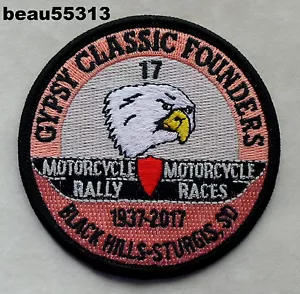 beau55313
GYPSY CLASSIC FOUNDERS
17
MOTORCYCLE MOTORCYCLE
RALLY RACES
1937-2017
BLACK HILLS-STURGIS, SD